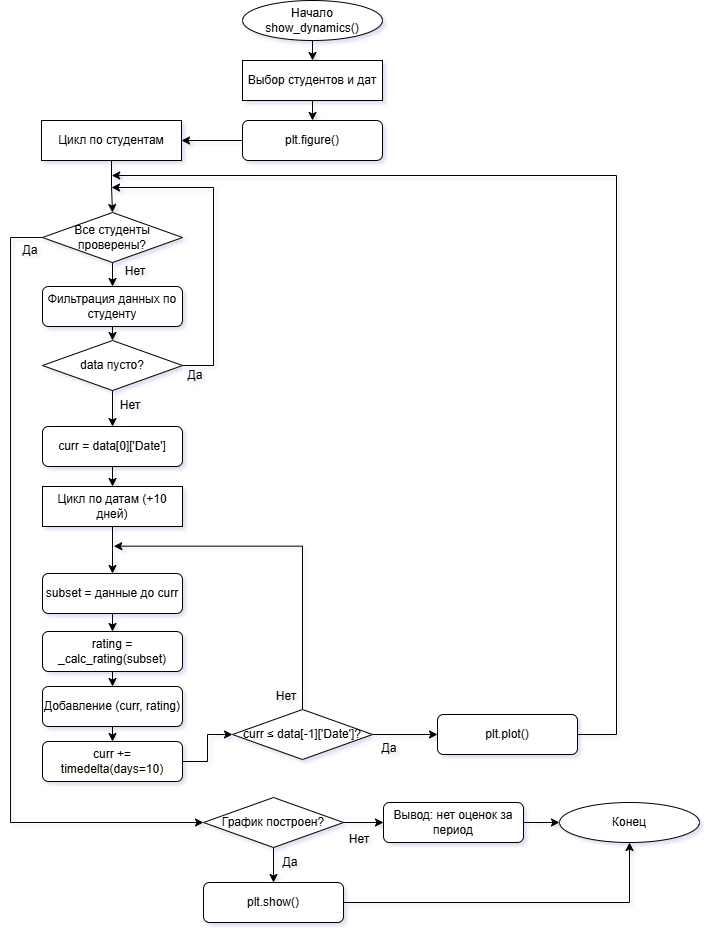 Начало
show_dynamics()
Выбор студентов и дат
plt.figure()
Цикл по студентам
Все студенты
проверены?
Да
Нет
Фильтрация данных по
студенту
data пусто?
Да
Нет
curr = data[0]['Date']
Цикл по датам (+10
дней)
subset = данные до curr
rating =
_calc_rating(subset)
Добавление (curr, rating)
curr +=
timedelta(days=10)
Нет
curr ≤ data[-1]['Date']?
Да
plt.plot()
График построен?
Нет
Вывод: нет оценок за
период
Конец
Да
plt.show()